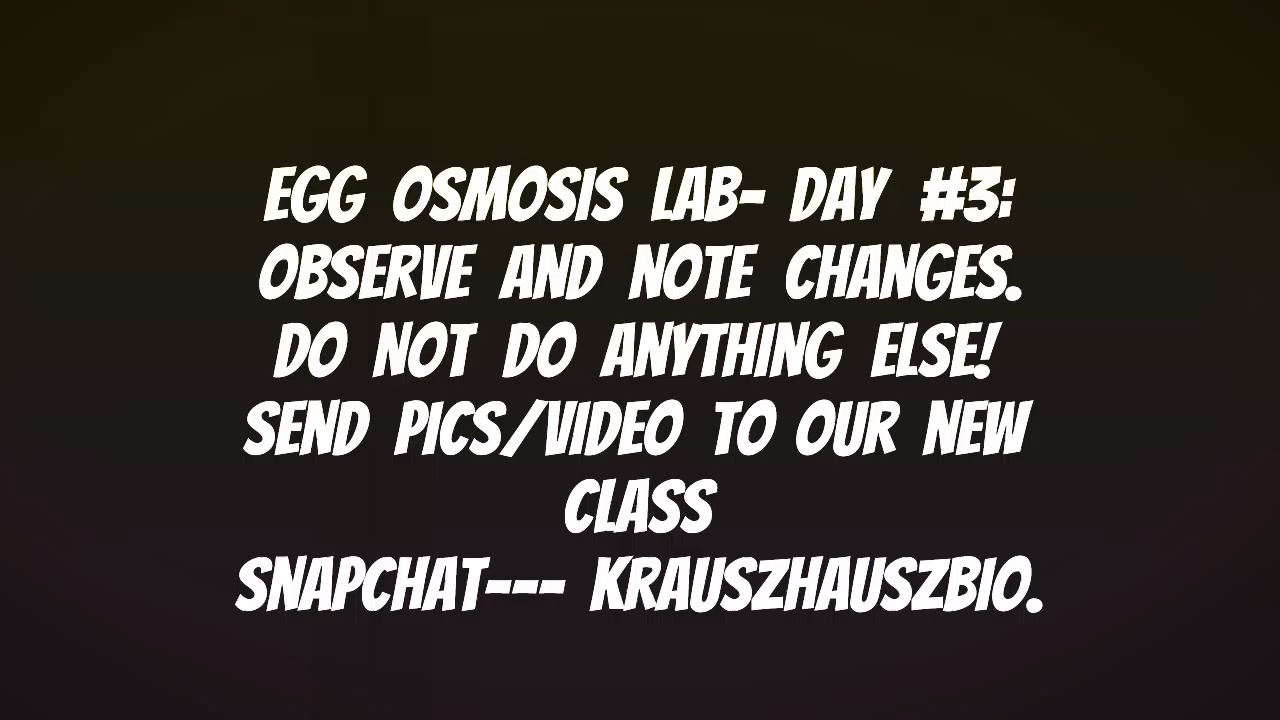 EGG OSMOSIS LAB- DAY #3:
OBSERVE AND NOTE CHANGES.
DO NOT DO ANYTHING ELSE!
SEND PICS/VIDEO TO OUR NEW
CLASS
SNAPCHAT--- KRAUSZHAUSZBIO.